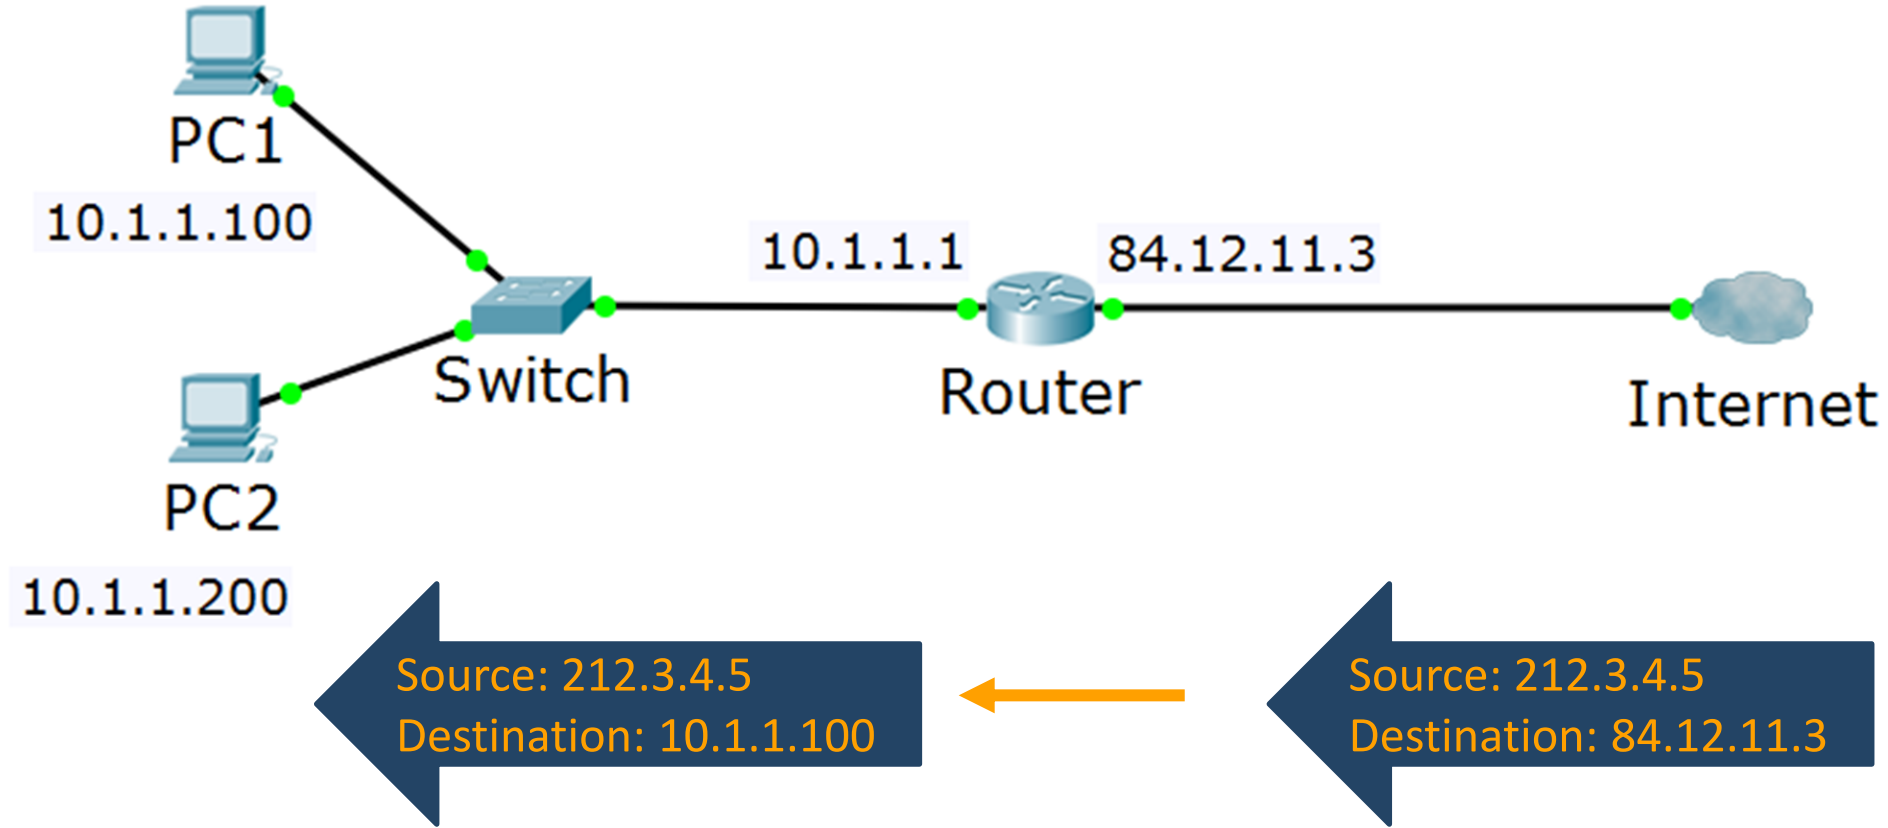 PC1
10.1.1.100
10.1.1.1
84.12.11.3
Switch
Router
Internet
PC2
10.1.1.200
Source: 212.3.4.5
Destination: 10.1.1.100
Source: 212.3.4.5
Destination: 84.12.11.3